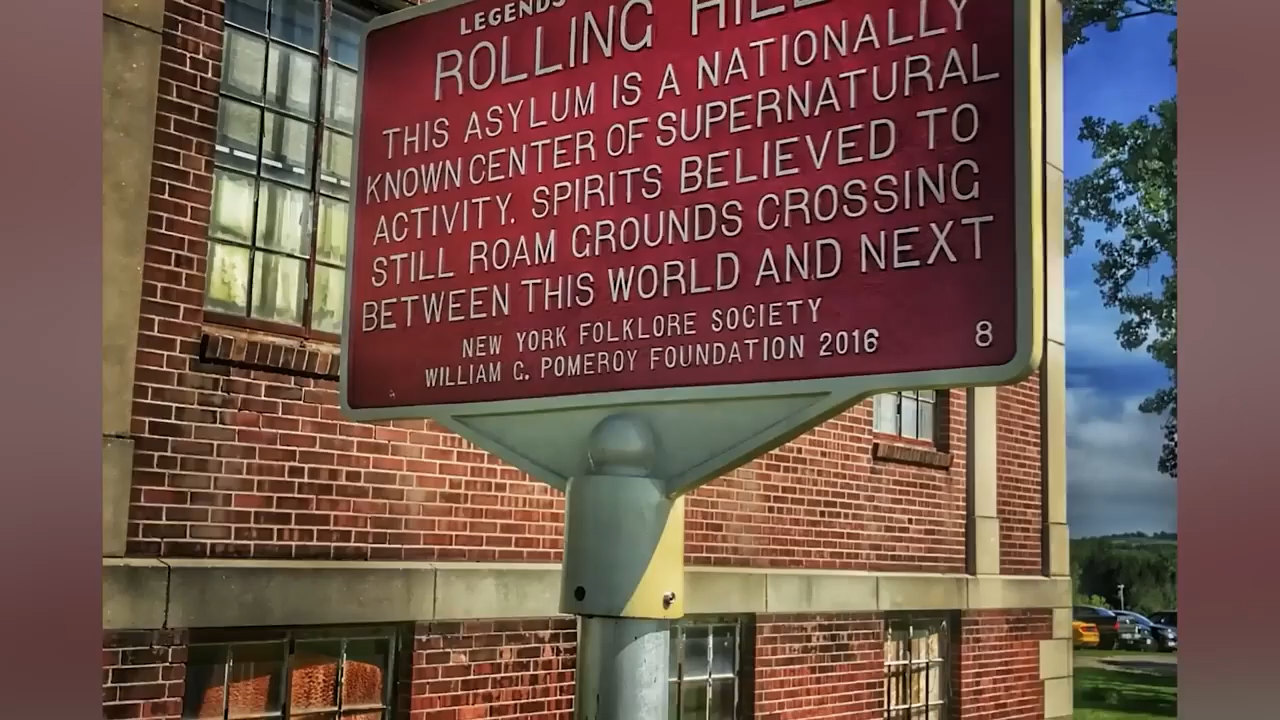 LEGENDS
ROLLING HILL
THIS ASYLUM IS A NATIONALLY
KNOWN CENTER OF SUPERNATURAL
ACTIVITY. SPIRITS BELIEVED TO
STILL ROAM GROUNDS CROSSING
BETWEEN THIS WORLD AND NEXT
NEW YORK FOLKLORE SOCIETY
WILLIAM G. POMEROY FOUNDATION 2016 8